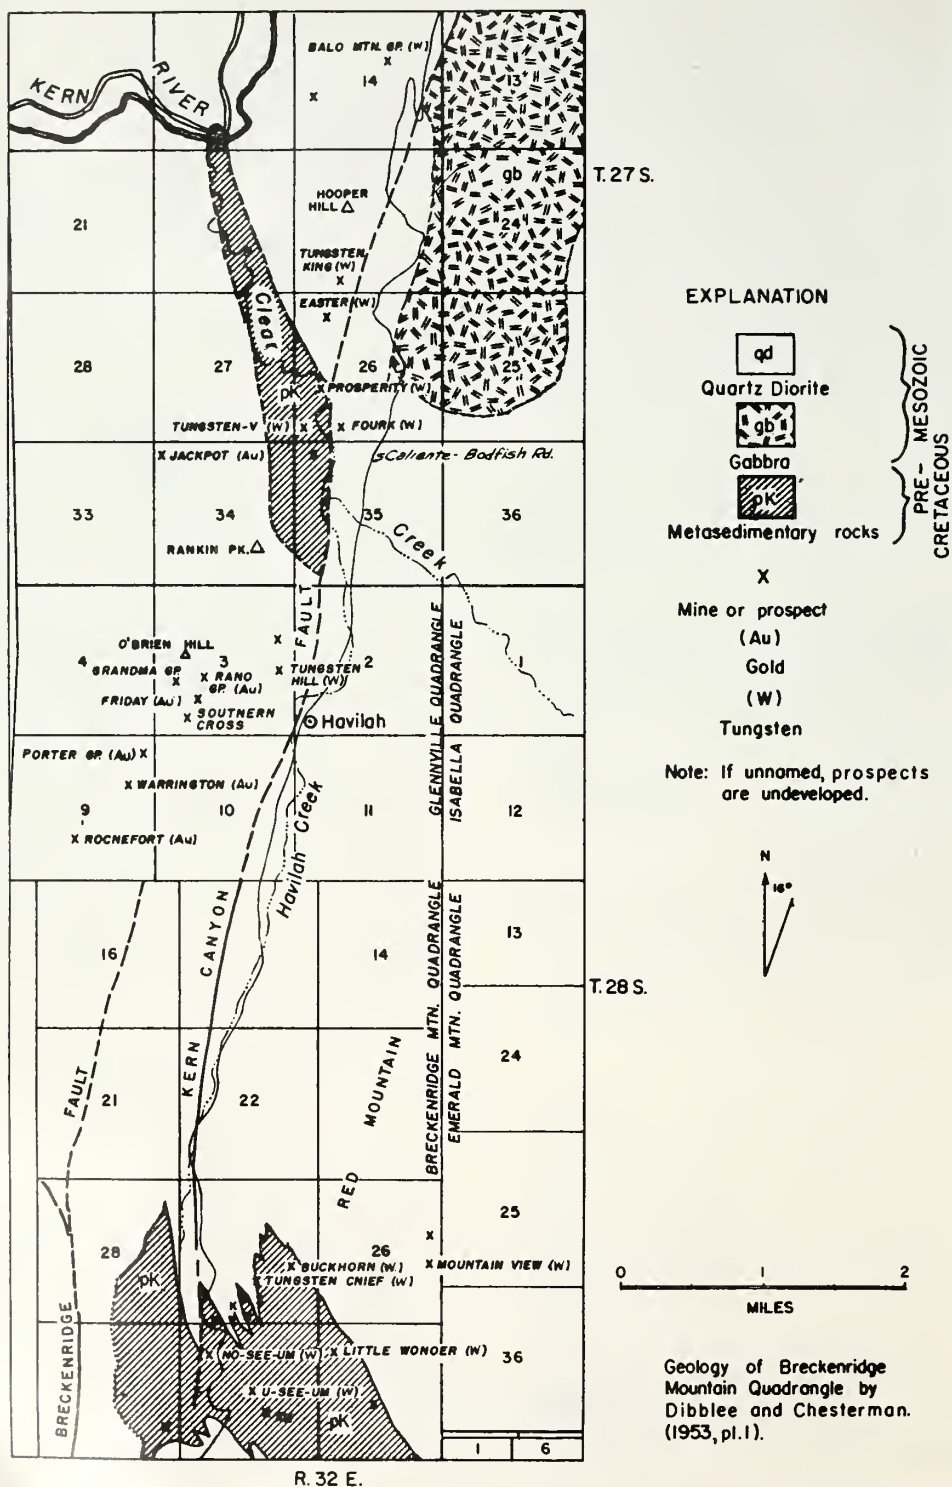 BALO MTN. GP. (W)
KERN RIVER
14
13
gb
T. 27 S.
21
HOOPER
HILL
24
TUNGSTEN
KING (W)
EASTER (W)
Clear
28
27
26
25
pK
PROSPERITY (W)
TUNGSTEN-V (W)
FOUR X (W)
JACKPOT (Au)
Caliente-Bodfish Rd.
33
34
35
36
Creek
RANKIN PK.
FAULT
O'BRIEN HILL
4
3
2
1
GRANDMA GP.
RANO
GP. (Au)
TUNGSTEN
HILL (W)
FRIDAY (Au)
SOUTHERN
CROSS
Havilah
GLENNVILLE QUADRANGLE
ISABELLA QUADRANGLE
PORTER GP. (Au)
WARRINGTON (Au)
9
10
11
12
ROCHEFORT (Au)
Havilah Creek
KERN CANYON
16
14
13
BRECKENRIDGE MTN. QUADRANGLE
EMERALD MTN. QUADRANGLE
T. 28 S.
21
22
24
RED MOUNTAIN
BRECKENRIDGE FAULT
25
28
26
pK
BUCKHORN (W)
MOUNTAIN VIEW (W)
TUNGSTEN CHIEF (W)
NO-SEE-UM (W)
LITTLE WONDER (W)
36
U-SEE-UM (W)
pK
1
6
R. 32 E.
EXPLANATION
qd
Quartz Diorite
gb
Gabbra
pK
Metasedimentary rocks
MESOZOIC
PRE-CRETACEOUS
X
Mine or prospect
(Au)
Gold
(W)
Tungsten
Note: If unnamed, prospects
are undeveloped.
N
16°
0 1 2
MILES
Geology of Breckenridge
Mountain Quadrangle by
Dibblee and Chesterman.
(1953, pl. 1).